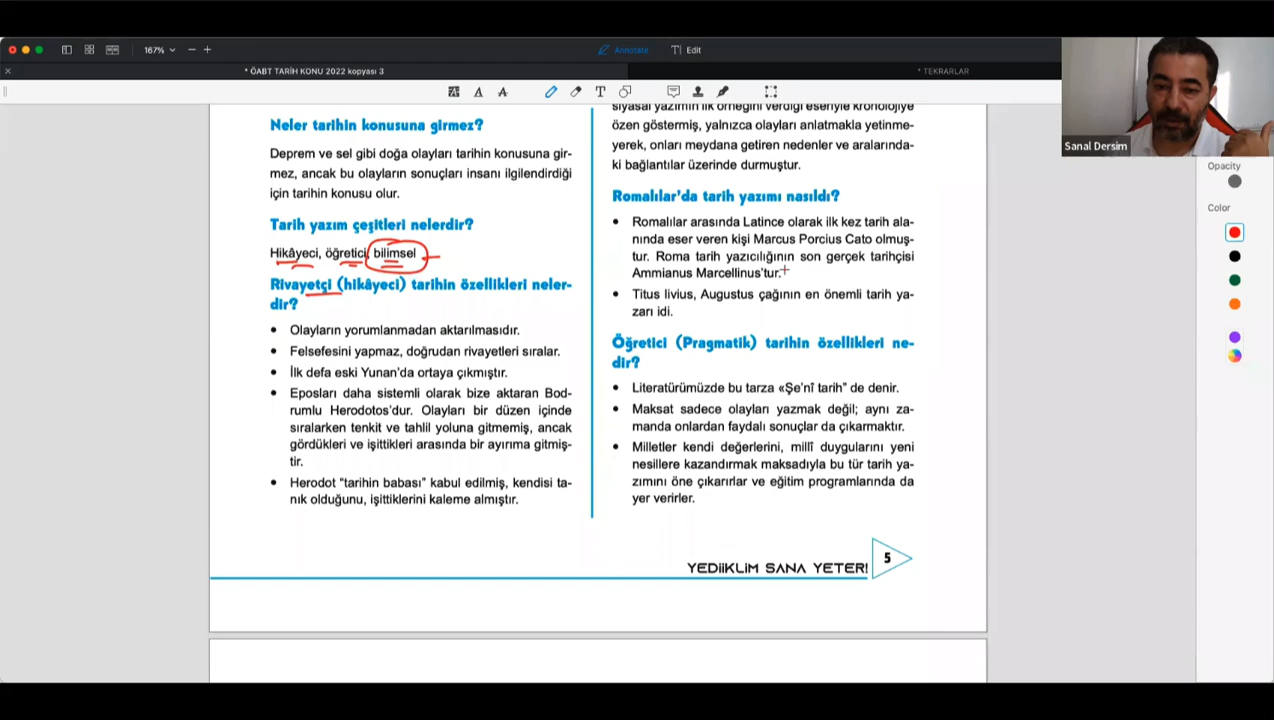 167%
Annotate
Edit
* ÖABT TARİH KONU 2022 kopyası 3
* TEKRARLAR
Sanal Dersim
Opacity
Color
Neler tarihin konusuna girmez?
Deprem ve sel gibi doğa olayları tarihin konusuna gir-
mez, ancak bu olayların sonuçları insanı ilgilendirdiği
için tarihin konusu olur.
Tarih yazım çeşitleri nelerdir?
Hikâyeci, öğretici, bilimsel
Rivayetçi (hikâyeci) tarihin özellikleri neler-
dir?
• Olayların yorumlanmadan aktarılmasıdır.
• Felsefesini yapmaz, doğrudan rivayetleri sıralar.
• İlk defa eski Yunan’da ortaya çıkmıştır.
• Eposları daha sistemli olarak bize aktaran Bod-
rumlu Herodotos’dur. Olayları bir düzen içinde
sıralarken tenkit ve tahlil yoluna gitmemiş, ancak
gördükleri ve işittikleri arasında bir ayırıma gitmiş-
tir.
• Herodot “tarihin babası” kabul edilmiş, kendisi ta-
nık olduğunu, işittiklerini kaleme almıştır.
siyasal yazımın ilk örneğini verdiği eseriyle kronolojiye
özen göstermiş, yalnızca olayları anlatmakla yetinme-
yerek, onları meydana getiren nedenler ve aralarında-
ki bağlantılar üzerinde durmuştur.
Romalılar’da tarih yazımı nasıldı?
• Romalılar arasında Latince olarak ilk kez tarih ala-
nında eser veren kişi Marcus Porcius Cato olmuş-
tur. Roma tarih yazıcılığının son gerçek tarihçisi
Ammianus Marcellinus’tur.
• Titus livius, Augustus çağının en önemli tarih ya-
zarı idi.
Öğretici (Pragmatik) tarihin özellikleri ne-
dir?
• Literatürümüzde bu tarza «Şe’nî tarih” de denir.
• Maksat sadece olayları yazmak değil; aynı za-
manda onlardan faydalı sonuçlar da çıkarmaktır.
• Milletler kendi değerlerini, millî duygularını yeni
nesillere kazandırmak maksadıyla bu tür tarih ya-
zımını öne çıkarırlar ve eğitim programlarında da
yer verirler.
YEDİİKLİM SANA YETER!
5